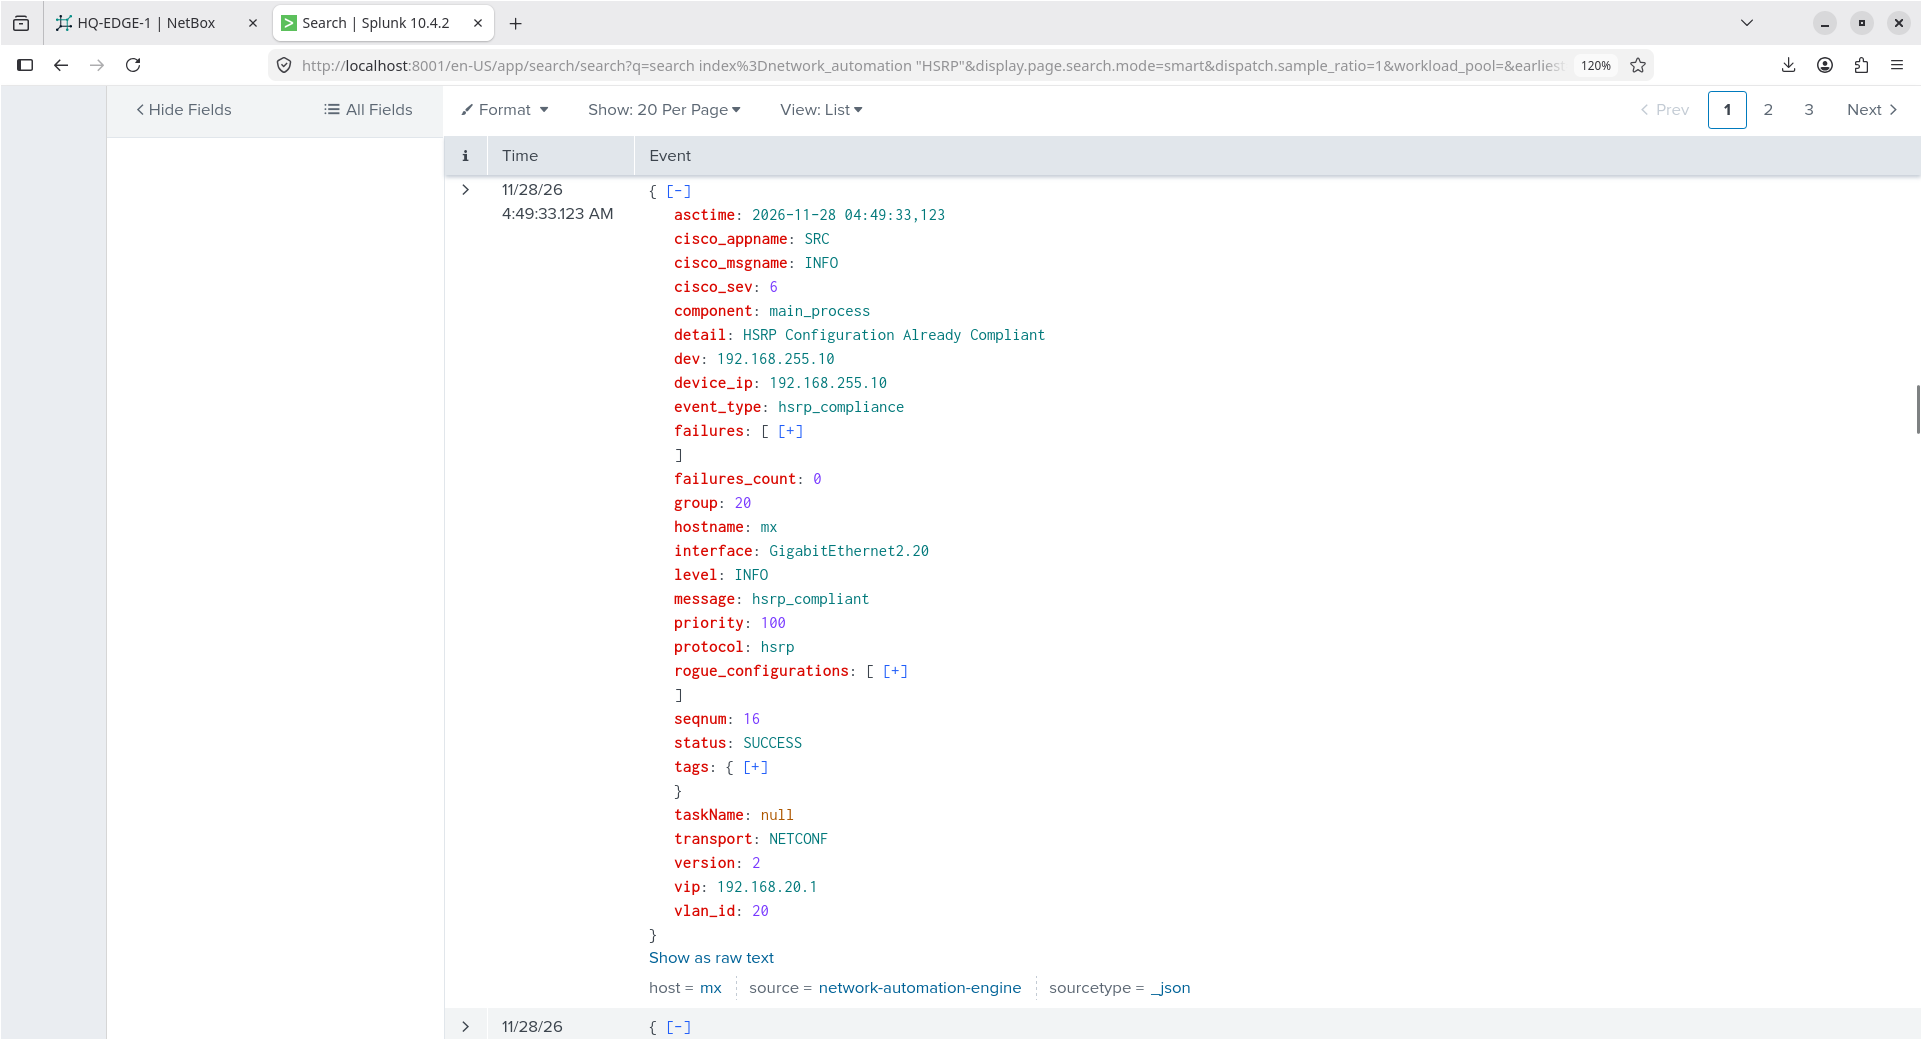 HQ-EDGE-1 | NetBox
Search | Splunk 10.4.2
http://localhost:8001/en-US/app/search/search?q=search index%3Dnetwork_automation "HSRP"&display.page.search.mode=smart&dispatch.sample_ratio=1&workload_pool=&earliest
120%
Hide Fields
All Fields
Format
Show: 20 Per Page
View: List
Prev
1
2
3
Next
i
Time
Event
11/28/26
4:49:33.123 AM
{ [-]
asctime: 2026-11-28 04:49:33,123
cisco_appname: SRC
cisco_msgname: INFO
cisco_sev: 6
component: main_process
detail: HSRP Configuration Already Compliant
dev: 192.168.255.10
device_ip: 192.168.255.10
event_type: hsrp_compliance
failures: [ [+]
]
failures_count: 0
group: 20
hostname: mx
interface: GigabitEthernet2.20
level: INFO
message: hsrp_compliant
priority: 100
protocol: hsrp
rogue_configurations: [ [+]
]
seqnum: 16
status: SUCCESS
tags: { [+]
}
taskName: null
transport: NETCONF
version: 2
vip: 192.168.20.1
vlan_id: 20
}
Show as raw text
host = mx
source = network-automation-engine
sourcetype = _json
11/28/26
{ [-]